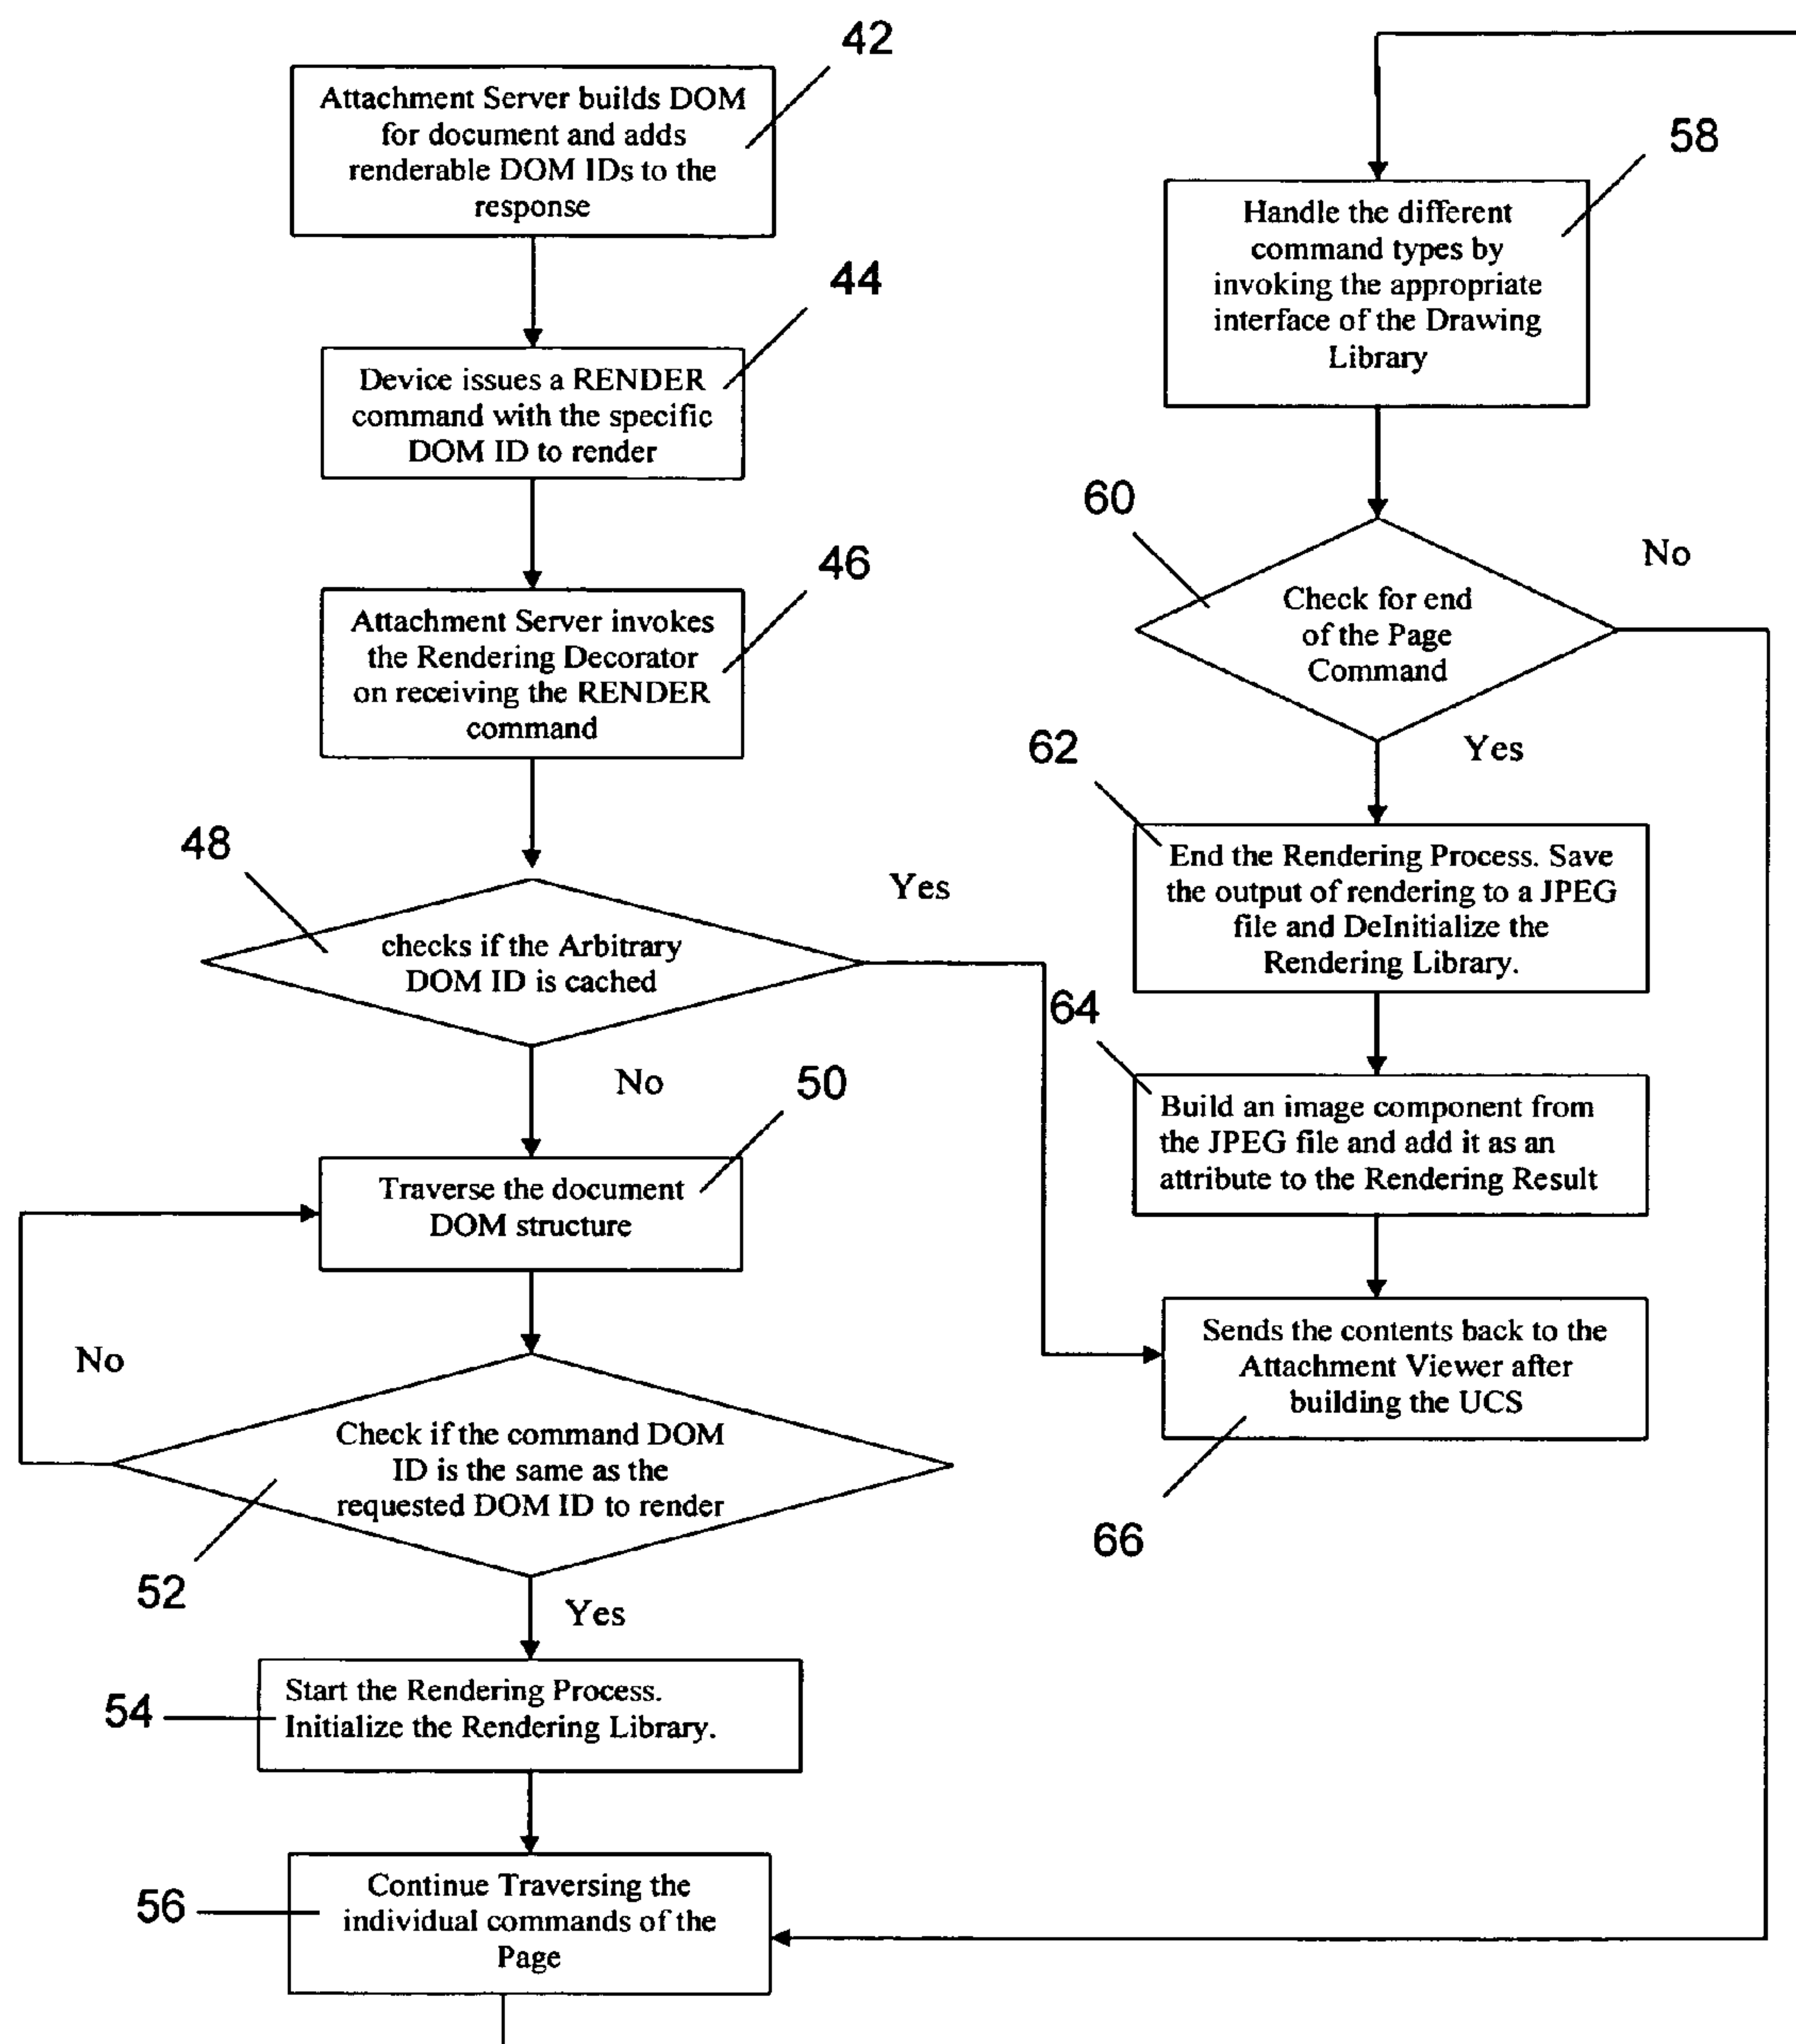 42
Attachment Server builds DOM
for document and adds
renderable DOM IDs to the
response
44
Device issues a RENDER
command with the specific
DOM ID to render
46
Attachment Server invokes
the Rendering Decorator
on receiving the RENDER
command
48
checks if the Arbitrary
DOM ID is cached
Yes
No
50
Traverse the document
DOM structure
No
Check if the command DOM
ID is the same as the
requested DOM ID to render
52
Yes
54
Start the Rendering Process.
Initialize the Rendering Library.
56
Continue Traversing the
individual commands of the
Page
58
Handle the different
command types by
invoking the appropriate
interface of the Drawing
Library
60
No
Check for end
of the Page
Command
Yes
62
End the Rendering Process. Save
the output of rendering to a JPEG
file and DeInitialize the
Rendering Library.
64
Build an image component from
the JPEG file and add it as an
attribute to the Rendering Result
Sends the contents back to the
Attachment Viewer after
building the UCS
66